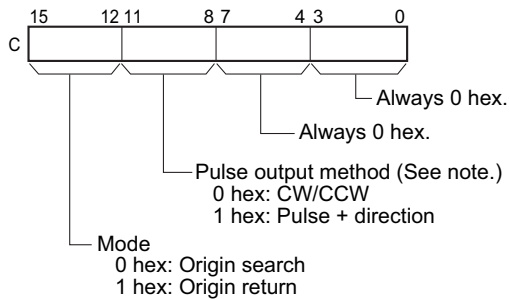 15 12 11 8 7 4 3 0
C
Always 0 hex.
Always 0 hex.
Pulse output method (See note.)
0 hex: CW/CCW
1 hex: Pulse + direction
Mode
0 hex: Origin search
1 hex: Origin return